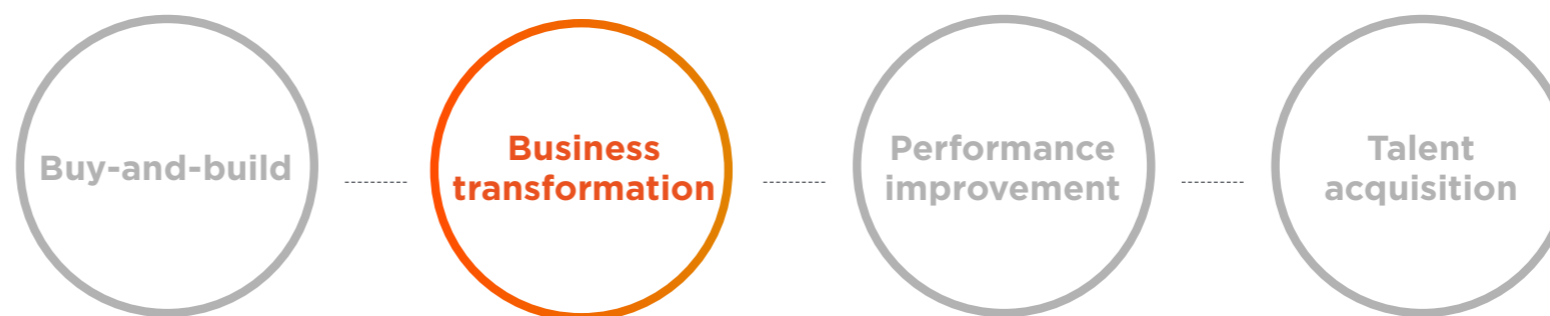 Buy-and-build
Business
transformation
Performance
improvement
Talent
acquisition